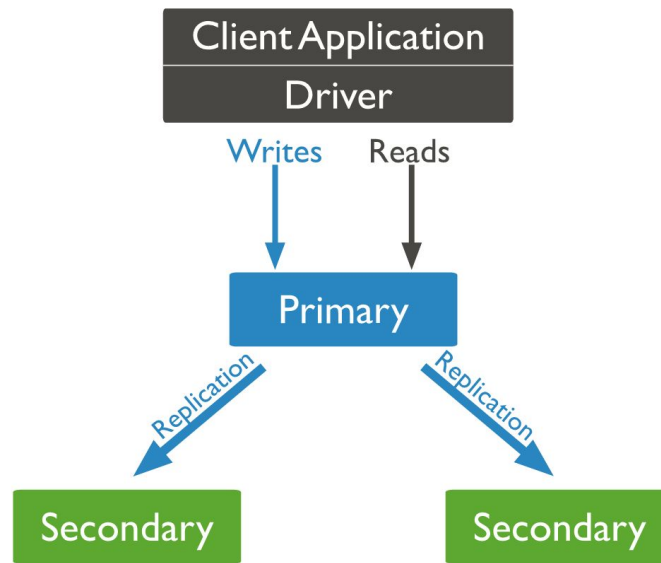 Client Application
Driver
Writes
Reads
Primary
Replication
Replication
Secondary
Secondary